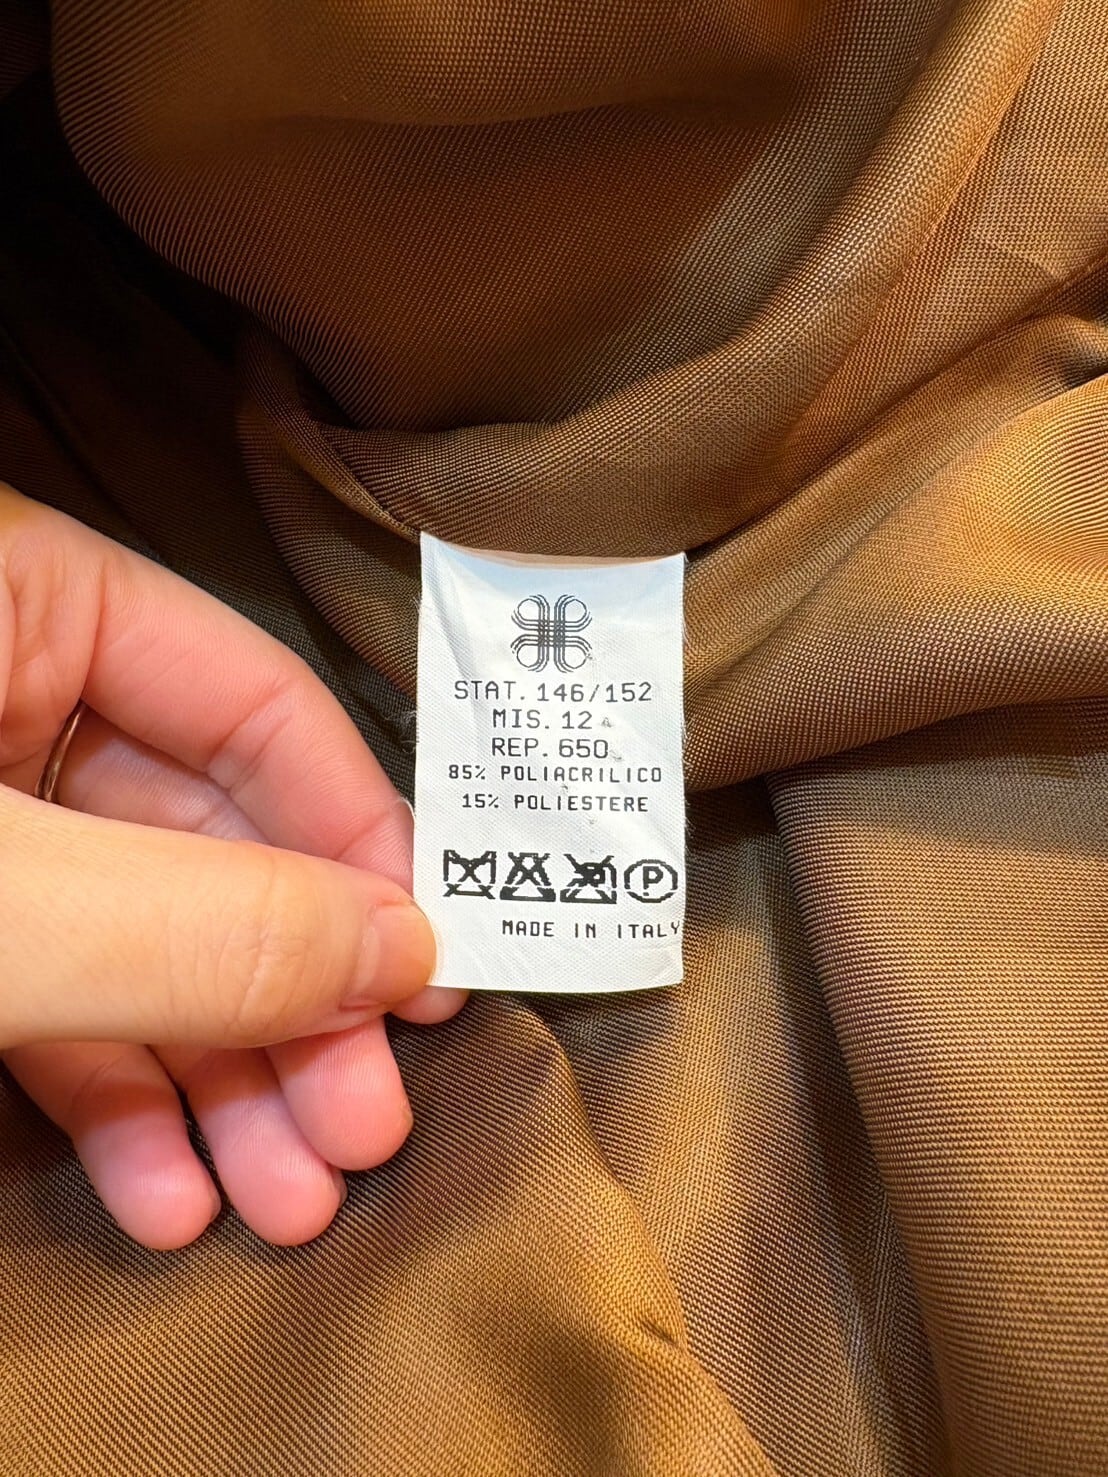 STAT. 146/152
MIS. 12
REP. 650
85% POLIACRILICO
15% POLIESTERE
P
MADE IN ITALY